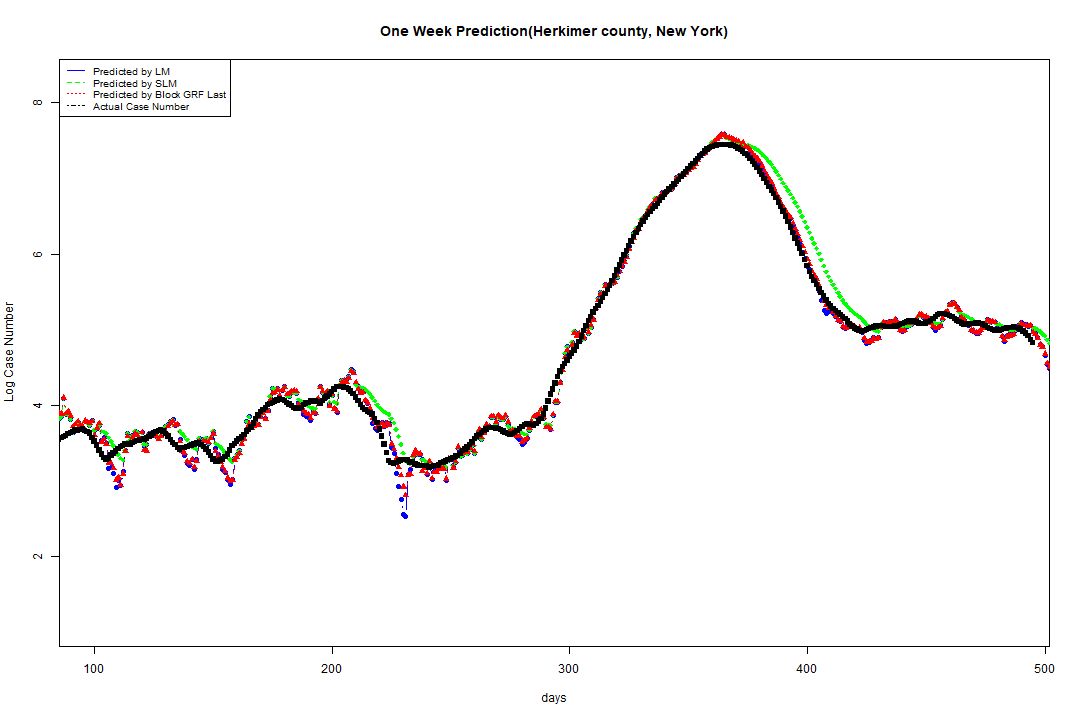 One Week Prediction(Herkimer county, New York)
Predicted by LM
Predicted by SLM
Predicted by Block GRF Last
Actual Case Number
8
6
4
2
Log Case Number
100 200 300 400 500
days